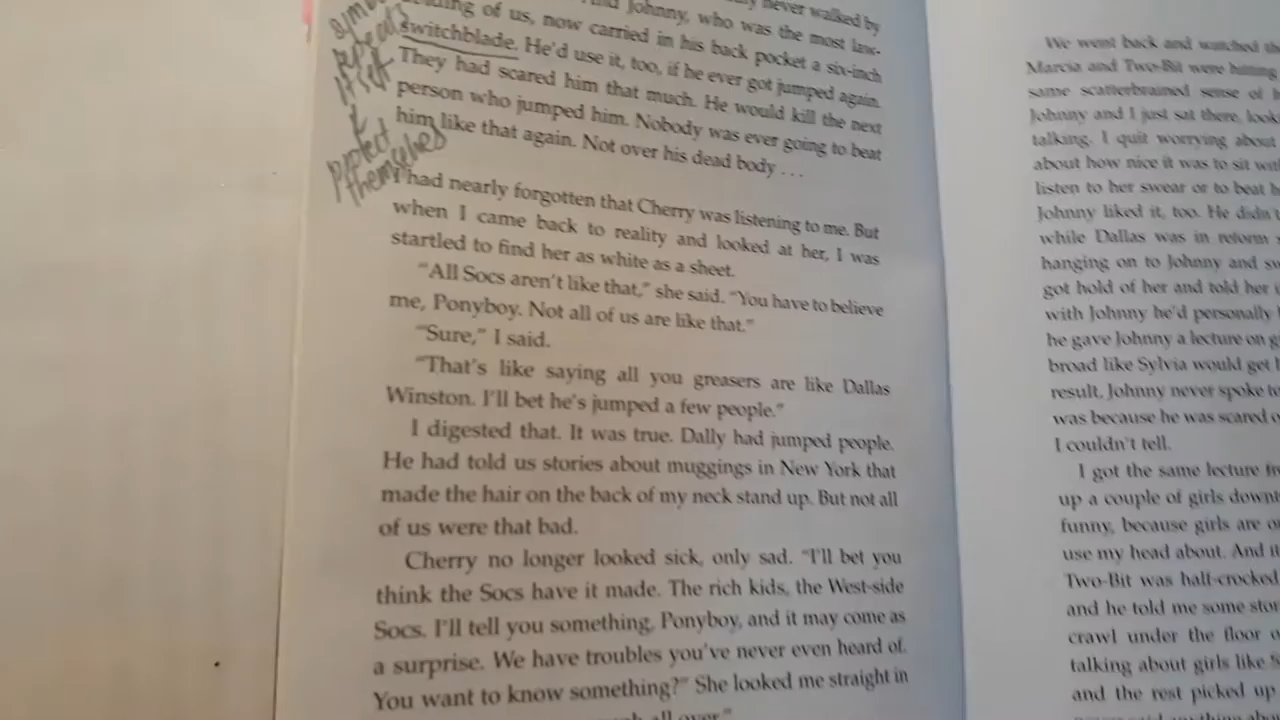 never walked by
of us, now carried in his back pocket a six-inch
Johnny, who was the most law-
switchblade. He'd use it, too, if he ever got jumped again.
They had scared him that much. He would kill the next
person who jumped him. Nobody was ever going to beat
him like that again. Not over his dead body . . .
repeats
itself
protect
themselves
I had nearly forgotten that Cherry was listening to me. But
when I came back to reality and looked at her, I was
startled to find her as white as a sheet.
"All Socs aren't like that," she said. "You have to believe
me, Ponyboy. Not all of us are like that."
"Sure," I said.
"That's like saying all you greasers are like Dallas
Winston. I'll bet he's jumped a few people."
I digested that. It was true. Dally had jumped people.
He had told us stories about muggings in New York that
made the hair on the back of my neck stand up. But not all
of us were that bad.
Cherry no longer looked sick, only sad. "I'll bet you
think the Socs have it made. The rich kids, the West-side
Socs. I'll tell you something, Ponyboy, and it may come as
a surprise. We have troubles you've never even heard of.
You want to know something?" She looked me straight in
all over."
We went back and watched
Marcia and Two-Bit were hitting
same scatterbrained sense of
Johnny and I just sat there,
talking. I quit worrying about
about how nice it was to sit
listen to her swear or to beat
Johnny liked it, too. He
while Dallas was in reform
hanging on to Johnny and
got hold of her and told her
with Johnny he'd personally
he gave Johnny a lecture on
broad like Sylvia would get
result, Johnny never spoke
was because he was scared
I couldn't tell.
I got the same lecture
up a couple of girls
funny, because girls are
use my head about. And
Two-Bit was half-crocked
and he told me some
crawl under the floor
talking about girls like
and the rest picked up